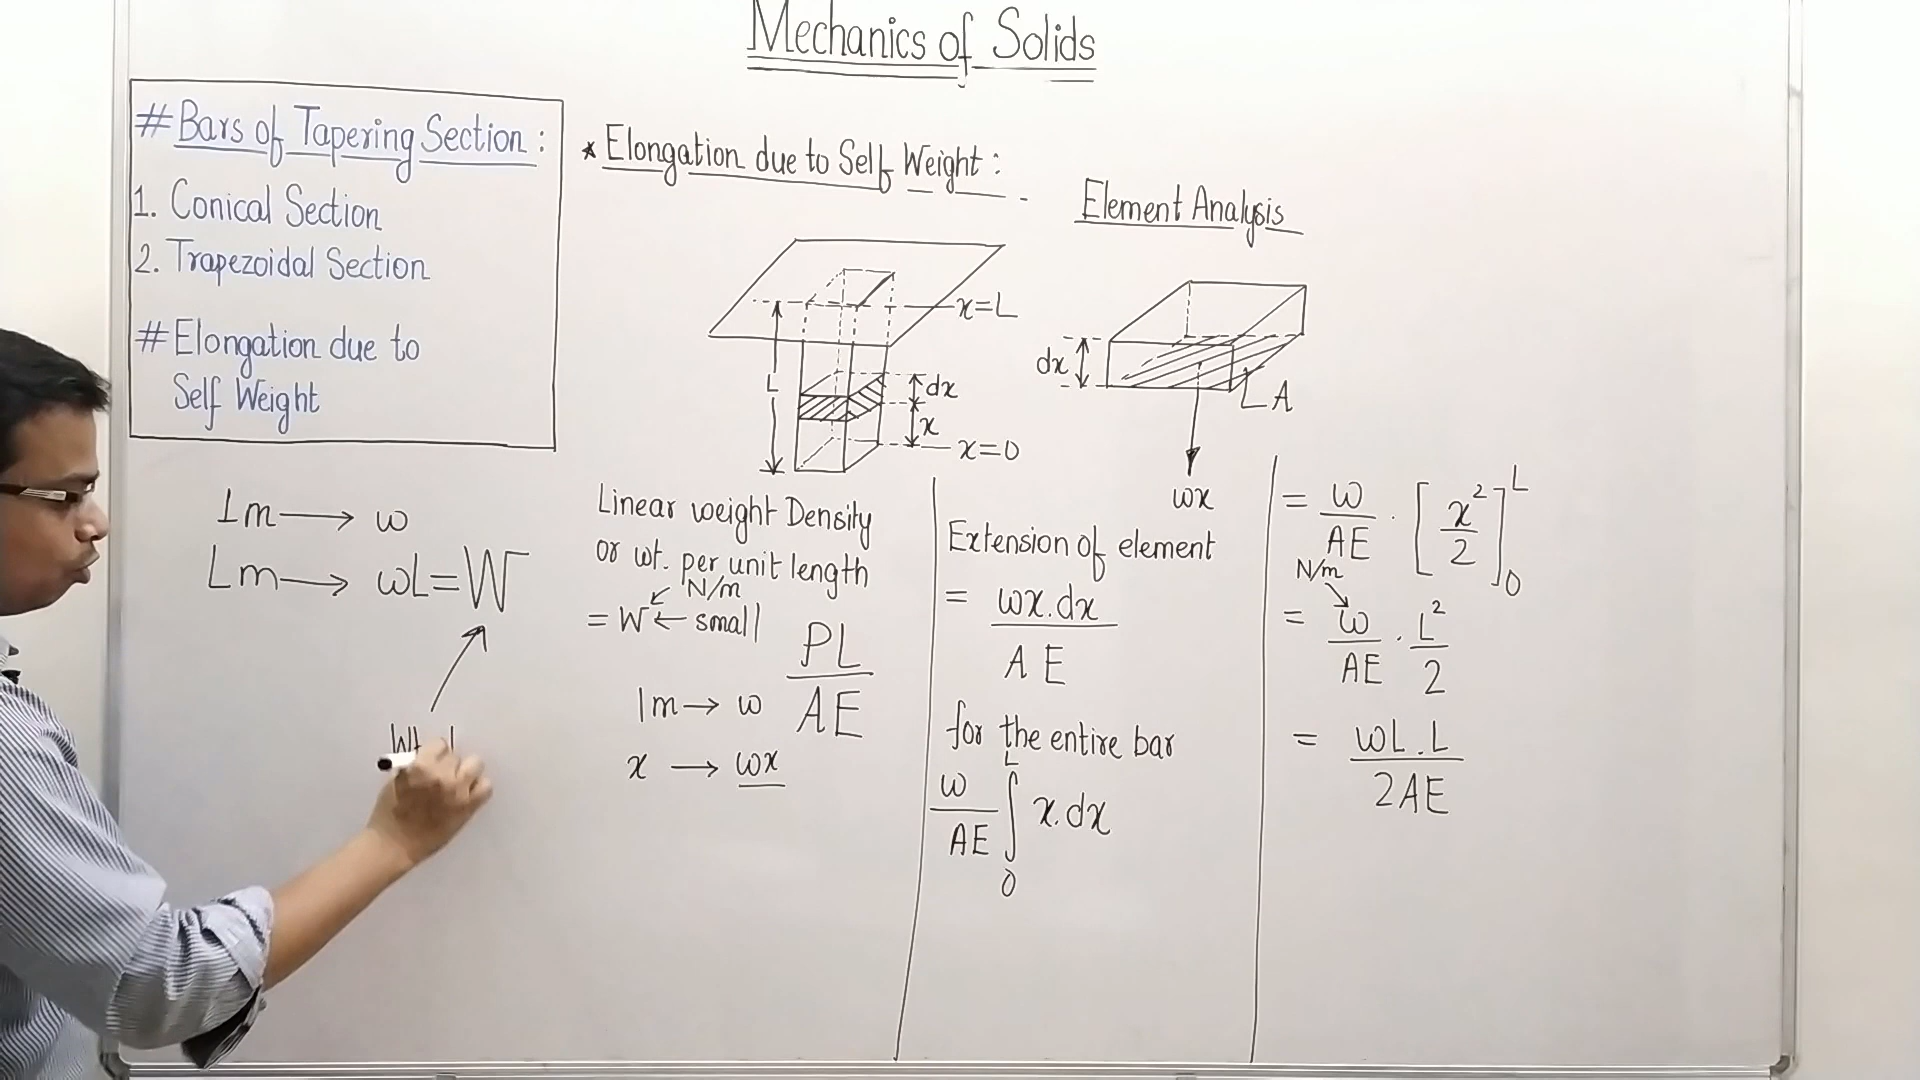 Mechanics of Solids
# Bars of Tapering Section :
1. Conical Section
2. Trapezoidal Section
# Elongation due to
Self Weight
* Elongation due to Self Weight :
Element Analysis
x=L
L
dx
x
x=0
dx
A
wx
1m → w
Lm → wL=W
Linear weight Density
or wt. per unit length
N/m
= w ← small
PL
AE
1m → w
x → wx
Extension of element
= wx.dx
A E
for the entire bar
w/AE ∫₀ᴸ x.dx
= w/AE . [x²/2]₀ᴸ
N/m
= w/AE . L²/2
= wL.L
2AE